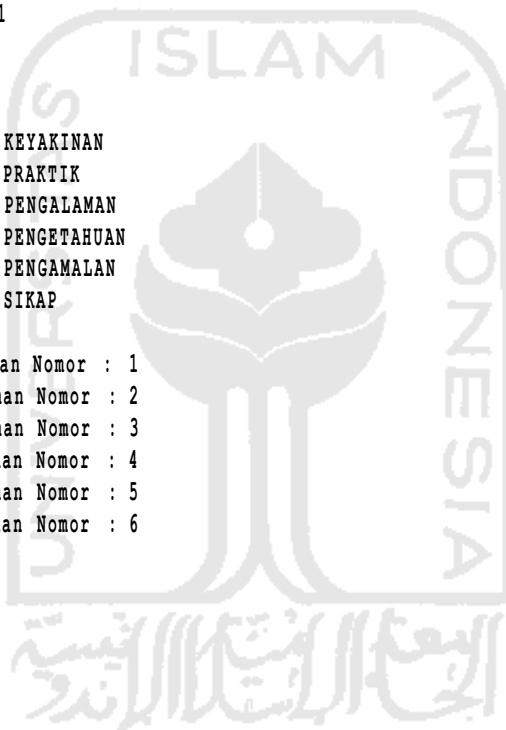 1
ISLAM
UNIVERSITAS
INDONESIA
KEYAKINAN
PRAKTIK
PENGALAMAN
PENGETAHUAN
PENGAMALAN
SIKAP
an Nomor : 1
an Nomor : 2
an Nomor : 3
an Nomor : 4
an Nomor : 5
an Nomor : 6